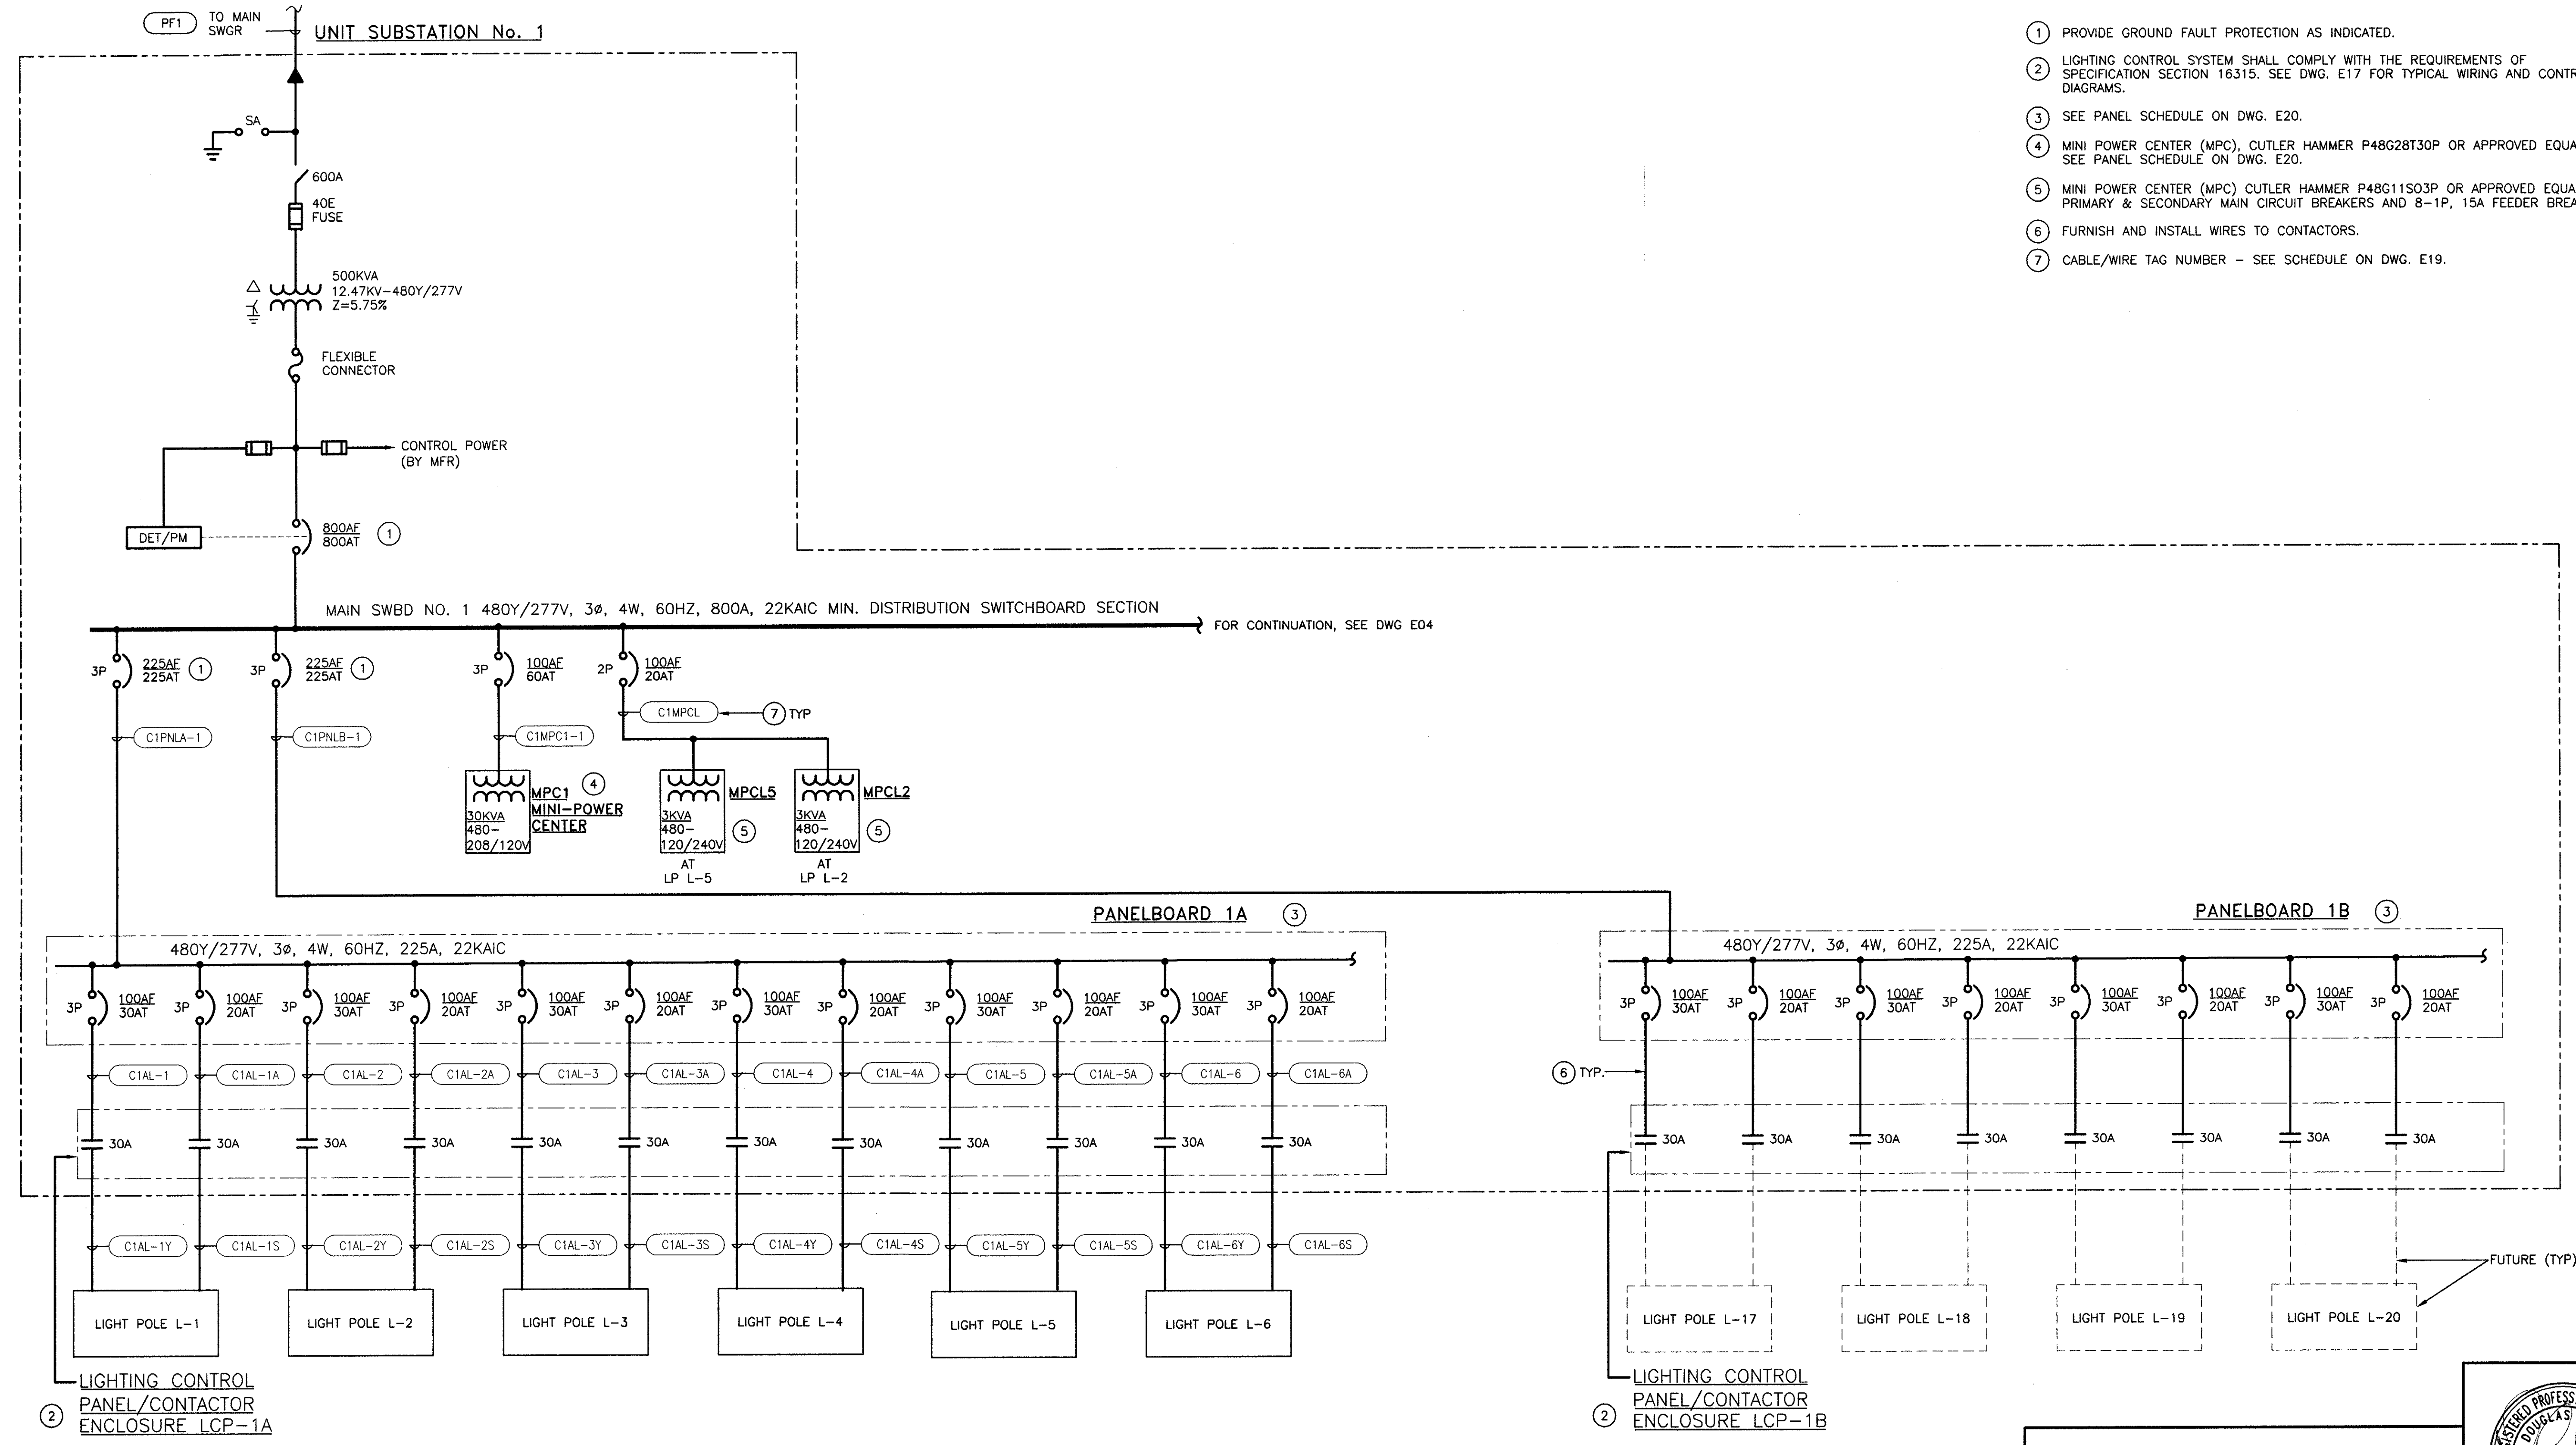 PF1
TO MAIN
SWGR
UNIT SUBSTATION No. 1
SA
600A
40E
FUSE
500KVA
12.47KV-480Y/277V
Z=5.75%
FLEXIBLE
CONNECTOR
CONTROL POWER
(BY MFR)
DET/PM
800AF
800AT
1
1 PROVIDE GROUND FAULT PROTECTION AS INDICATED.
2 LIGHTING CONTROL SYSTEM SHALL COMPLY WITH THE REQUIREMENTS OF
SPECIFICATION SECTION 16315. SEE DWG. E17 FOR TYPICAL WIRING AND CONTR
DIAGRAMS.
3 SEE PANEL SCHEDULE ON DWG. E20.
4 MINI POWER CENTER (MPC), CUTLER HAMMER P48G28T30P OR APPROVED EQUA
SEE PANEL SCHEDULE ON DWG. E20.
5 MINI POWER CENTER (MPC) CUTLER HAMMER P48G11S03P OR APPROVED EQUA
PRIMARY & SECONDARY MAIN CIRCUIT BREAKERS AND 8-1P, 15A FEEDER BREA
6 FURNISH AND INSTALL WIRES TO CONTACTORS.
7 CABLE/WIRE TAG NUMBER - SEE SCHEDULE ON DWG. E19.
MAIN SWBD NO. 1 480Y/277V, 3ø, 4W, 60HZ, 800A, 22KAIC MIN. DISTRIBUTION SWITCHBOARD SECTION
FOR CONTINUATION, SEE DWG E04
3P 225AF 1
225AT
3P 225AF 1
225AT
3P 100AF
60AT
2P 100AF
20AT
C1MPCL 7 TYP
C1PNLA-1 C1PNLB-1 C1MPC1-1
MPC1 4
MINI-POWER
CENTER
30KVA
480-
208/120V
MPCL5
3KVA
480-
120/240V
5
AT
LP L-5
MPCL2
3KVA
480-
120/240V
5
AT
LP L-2
PANELBOARD 1A 3
480Y/277V, 3ø, 4W, 60HZ, 225A, 22KAIC
3P 100AF 3P 100AF 3P 100AF 3P 100AF 3P 100AF 3P 100AF 3P 100AF 3P 100AF 3P 100AF 3P 100AF 3P 100AF 3P 100AF
30AT 20AT 30AT 20AT 30AT 20AT 30AT 20AT 30AT 20AT 30AT 20AT
C1AL-1 C1AL-1A C1AL-2 C1AL-2A C1AL-3 C1AL-3A C1AL-4 C1AL-4A C1AL-5 C1AL-5A C1AL-6 C1AL-6A
30A 30A 30A 30A 30A 30A 30A 30A 30A 30A 30A 30A
C1AL-1Y C1AL-1S C1AL-2Y C1AL-2S C1AL-3Y C1AL-3S C1AL-4Y C1AL-4S C1AL-5Y C1AL-5S C1AL-6Y C1AL-6S
LIGHT POLE L-1 LIGHT POLE L-2 LIGHT POLE L-3 LIGHT POLE L-4 LIGHT POLE L-5 LIGHT POLE L-6
2 LIGHTING CONTROL
PANEL/CONTACTOR
ENCLOSURE LCP-1A
PANELBOARD 1B 3
480Y/277V, 3ø, 4W, 60HZ, 225A, 22KAIC
3P 100AF 3P 100AF 3P 100AF 3P 100AF 3P 100AF 3P 100AF 3P 100AF 3P 100AF
30AT 20AT 30AT 20AT 30AT 20AT 30AT 20AT
6 TYP.
30A 30A 30A 30A 30A 30A 30A 30A
FUTURE (TYP)
LIGHT POLE L-17 LIGHT POLE L-18 LIGHT POLE L-19 LIGHT POLE L-20
2 LIGHTING CONTROL
PANEL/CONTACTOR
ENCLOSURE LCP-1B
PROFESS
DOUGLAS